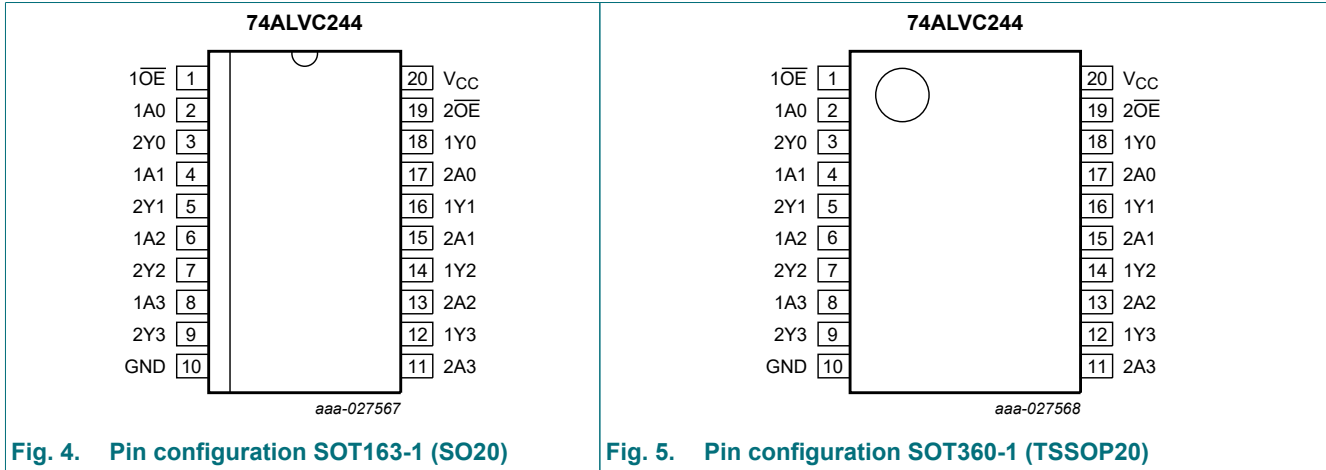 74ALVC244
1O̅E̅ 1
1A0 2
2Y0 3
1A1 4
2Y1 5
1A2 6
2Y2 7
1A3 8
2Y3 9
GND 10
20 VCC
19 2O̅E̅
18 1Y0
17 2A0
16 1Y1
15 2A1
14 1Y2
13 2A2
12 1Y3
11 2A3
aaa-027567
Fig. 4. Pin configuration SOT163-1 (SO20)
74ALVC244
1O̅E̅ 1
1A0 2
2Y0 3
1A1 4
2Y1 5
1A2 6
2Y2 7
1A3 8
2Y3 9
GND 10
20 VCC
19 2O̅E̅
18 1Y0
17 2A0
16 1Y1
15 2A1
14 1Y2
13 2A2
12 1Y3
11 2A3
aaa-027568
Fig. 5. Pin configuration SOT360-1 (TSSOP20)